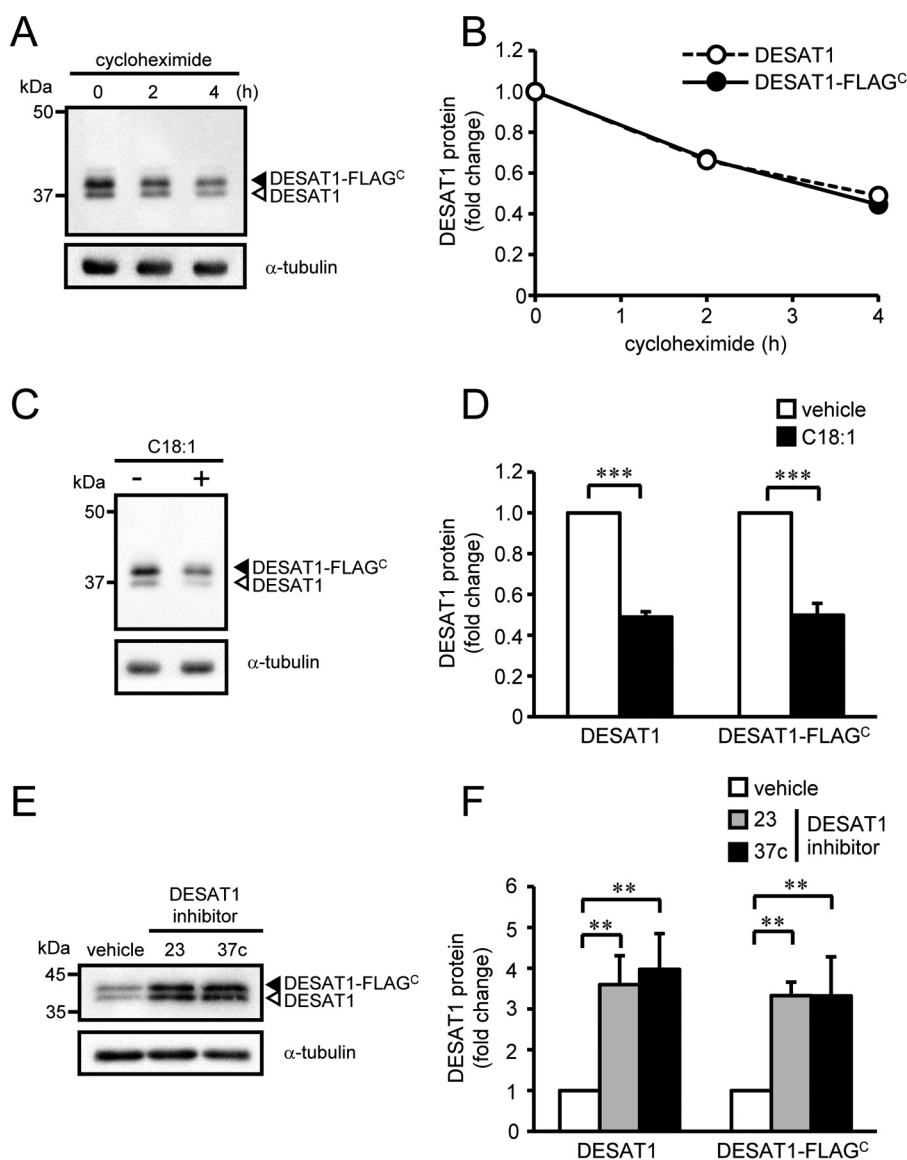 A
cycloheximide
kDa
0 2 4 (h)
50
37
DESAT1-FLAGᶜ
DESAT1
α-tubulin
B
DESAT1
DESAT1-FLAGᶜ
DESAT1 protein
(fold change)
1.2
1.0
0.8
0.6
0.4
0.2
0
0 1 2 3 4
cycloheximide (h)
C
C18:1
kDa
- +
50
37
DESAT1-FLAGᶜ
DESAT1
α-tubulin
D
vehicle
C18:1
DESAT1 protein
(fold change)
1.2
1.0
0.8
0.6
0.4
0.2
0
*** ***
DESAT1 DESAT1-FLAGᶜ
E
DESAT1
inhibitor
kDa
vehicle 23 37c
45
35
DESAT1-FLAGᶜ
DESAT1
α-tubulin
F
vehicle
23
37c
DESAT1
inhibitor
DESAT1 protein
(fold change)
6
5
4
3
2
1
0
** **
** **
DESAT1 DESAT1-FLAGᶜ